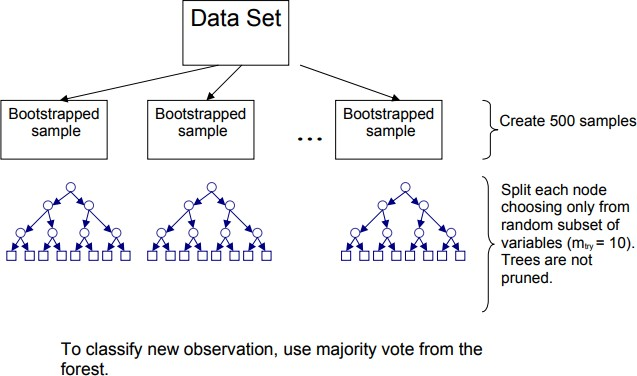 Data Set
Bootstrapped
sample
Bootstrapped
sample
...
Bootstrapped
sample
Create 500 samples
Split each node
choosing only from
random subset of
variables (mtry = 10).
Trees are not
pruned.
To classify new observation, use majority vote from the
forest.